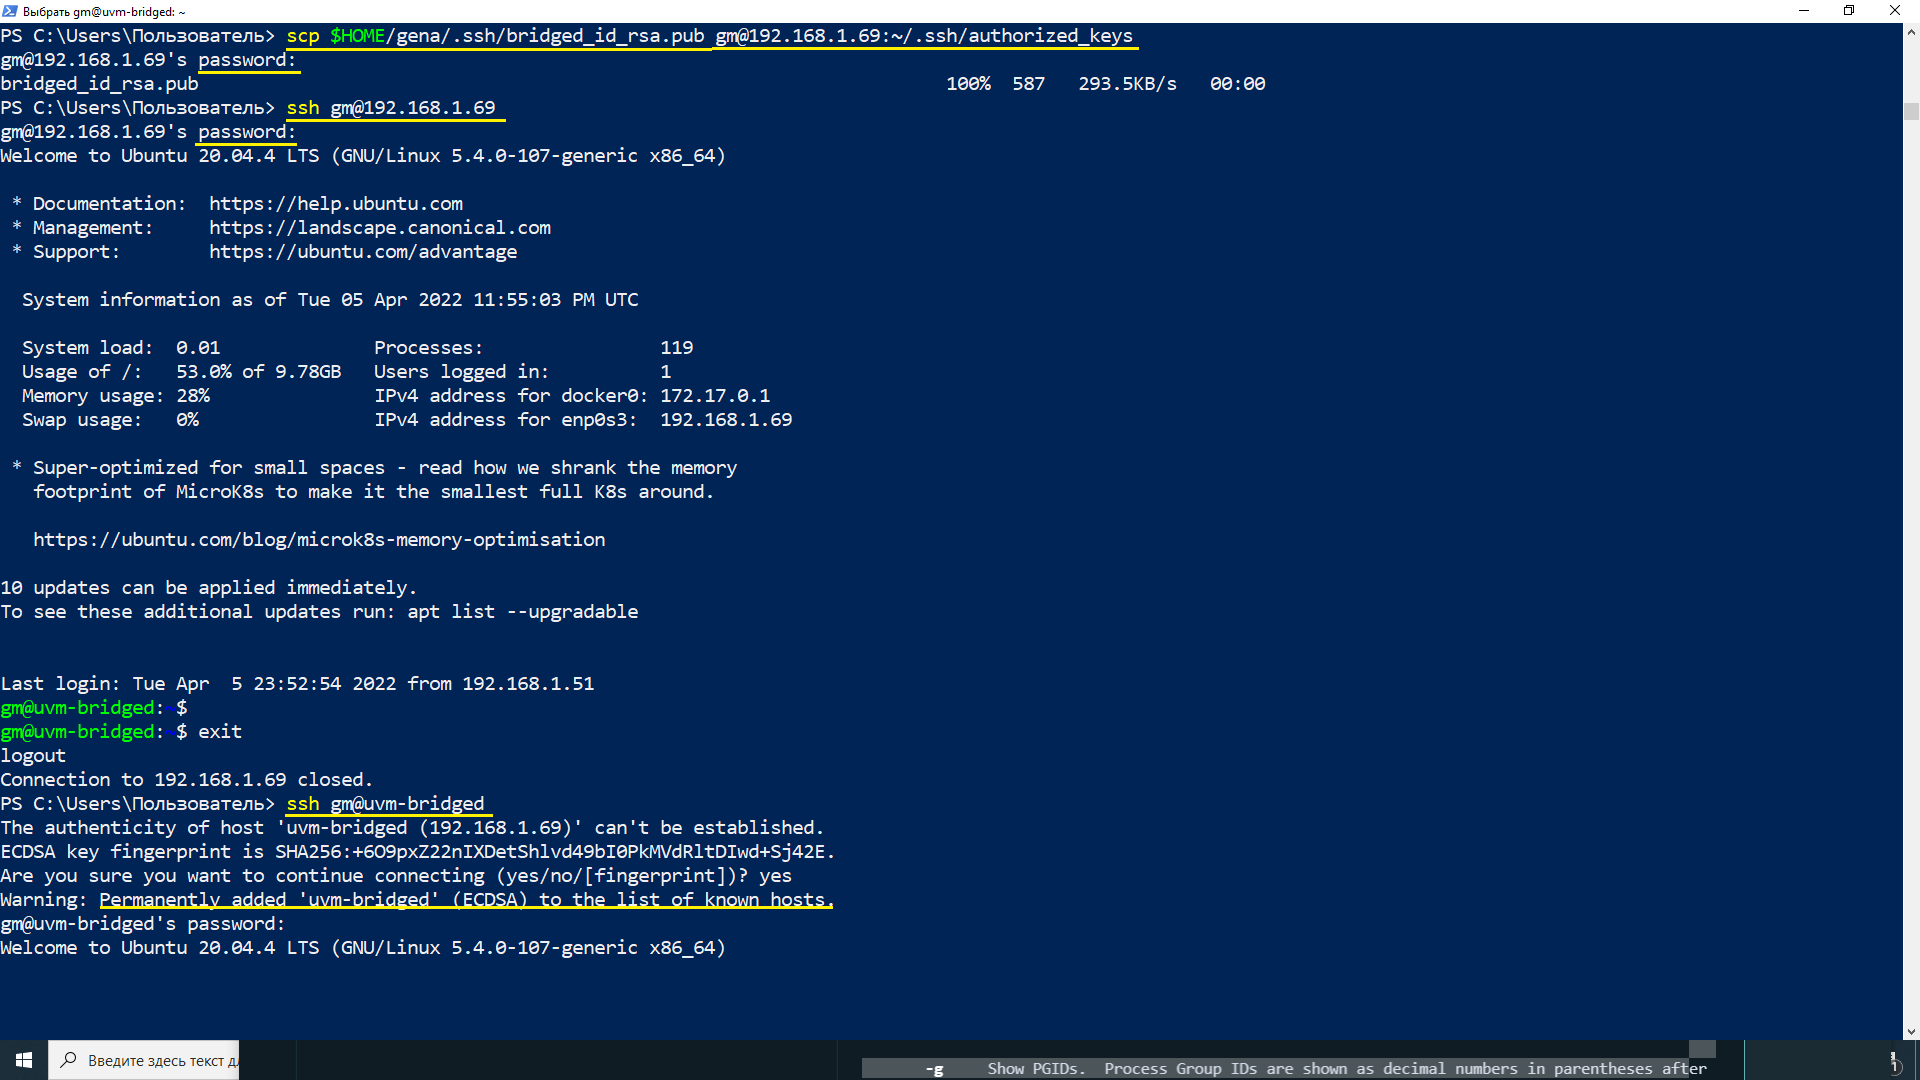 Выбрать gm@uvm-bridged: ~
PS C:\Users\Пользователь> scp $HOME/gena/.ssh/bridged_id_rsa.pub gm@192.168.1.69:~/.ssh/authorized_keys
gm@192.168.1.69's password:
bridged_id_rsa.pub 100% 587 293.5KB/s 00:00
PS C:\Users\Пользователь> ssh gm@192.168.1.69
gm@192.168.1.69's password:
Welcome to Ubuntu 20.04.4 LTS (GNU/Linux 5.4.0-107-generic x86_64)
* Documentation: https://help.ubuntu.com
* Management: https://landscape.canonical.com
* Support: https://ubuntu.com/advantage
System information as of Tue 05 Apr 2022 11:55:03 PM UTC
System load: 0.01 Processes: 119
Usage of /: 53.0% of 9.78GB Users logged in: 1
Memory usage: 28% IPv4 address for docker0: 172.17.0.1
Swap usage: 0% IPv4 address for enp0s3: 192.168.1.69
* Super-optimized for small spaces - read how we shrank the memory
footprint of MicroK8s to make it the smallest full K8s around.
https://ubuntu.com/blog/microk8s-memory-optimisation
10 updates can be applied immediately.
To see these additional updates run: apt list --upgradable
Last login: Tue Apr 5 23:52:54 2022 from 192.168.1.51
gm@uvm-bridged:~$
gm@uvm-bridged:~$ exit
logout
Connection to 192.168.1.69 closed.
PS C:\Users\Пользователь> ssh gm@uvm-bridged
The authenticity of host 'uvm-bridged (192.168.1.69)' can't be established.
ECDSA key fingerprint is SHA256:+6O9pxZ22nIXDetShlvd49bI0PkMVdRltDIwd+Sj42E.
Are you sure you want to continue connecting (yes/no/[fingerprint])? yes
Warning: Permanently added 'uvm-bridged' (ECDSA) to the list of known hosts.
gm@uvm-bridged's password:
Welcome to Ubuntu 20.04.4 LTS (GNU/Linux 5.4.0-107-generic x86_64)
Введите здесь текст
-g Show PGIDs. Process Group IDs are shown as decimal numbers in parentheses after
1